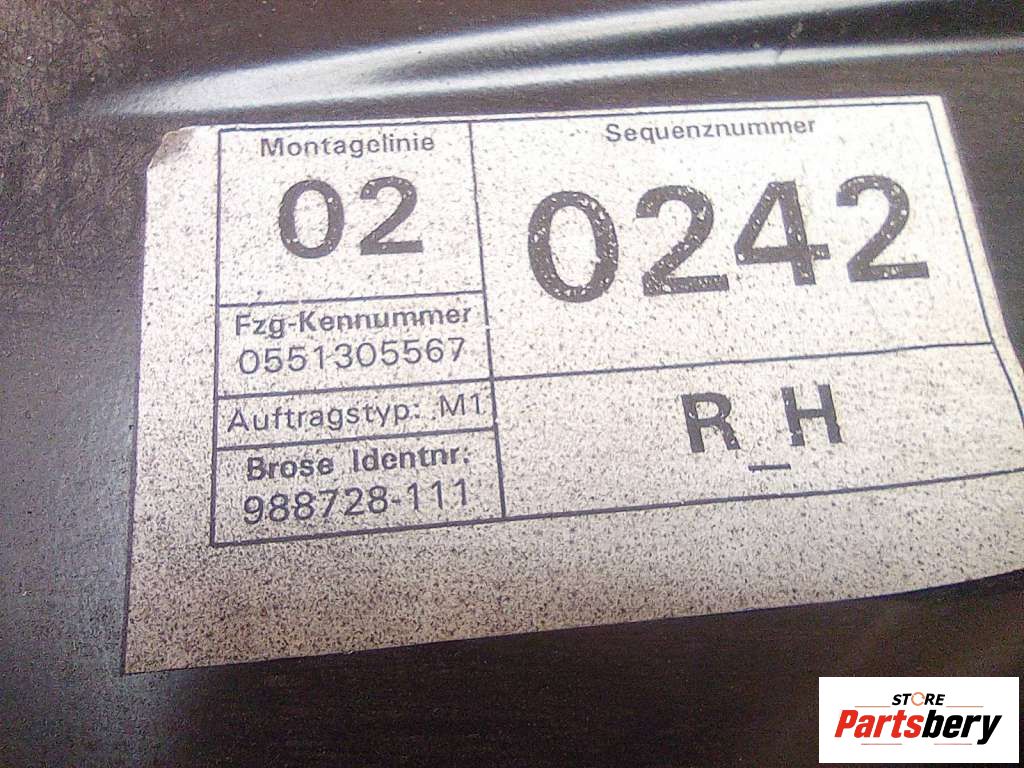 Montagelinie
02
Sequenznummer
0242
Fzg-Kennummer
0551305567
Auftragstyp: .M1
Brose Identnr:
988728-111
R_H
STORE
Partsbery